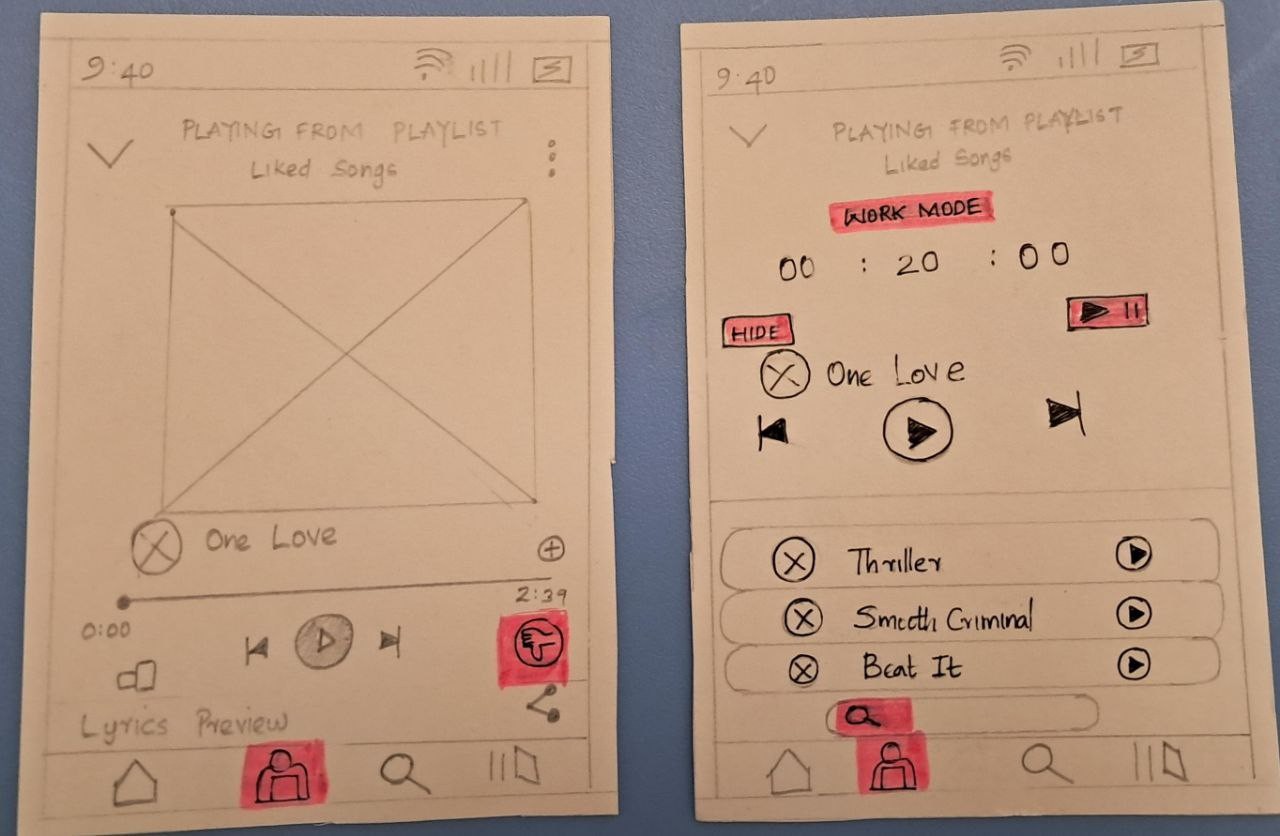 9:40
PLAYING FROM PLAYLIST
Liked Songs
One Love
2:39
0:00
Lyrics Preview
9:40
PLAYING FROM PLAYLIST
Liked Songs
WORK MODE
00 : 20 : 00
HIDE
One Love
Thriller
Smooth Criminal
Beat It